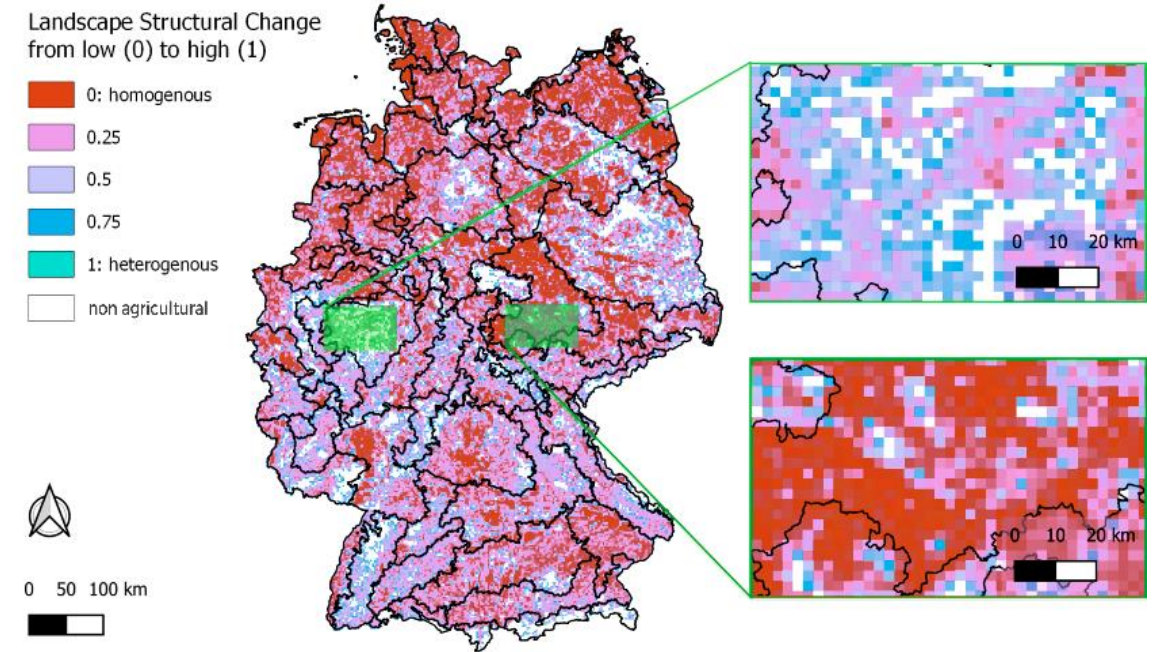 Landscape Structural Change
from low (0) to high (1)
0: homogenous
0.25
0.5
0.75
1: heterogenous
non agricultural
0 50 100 km
0 10 20 km
0 10 20 km